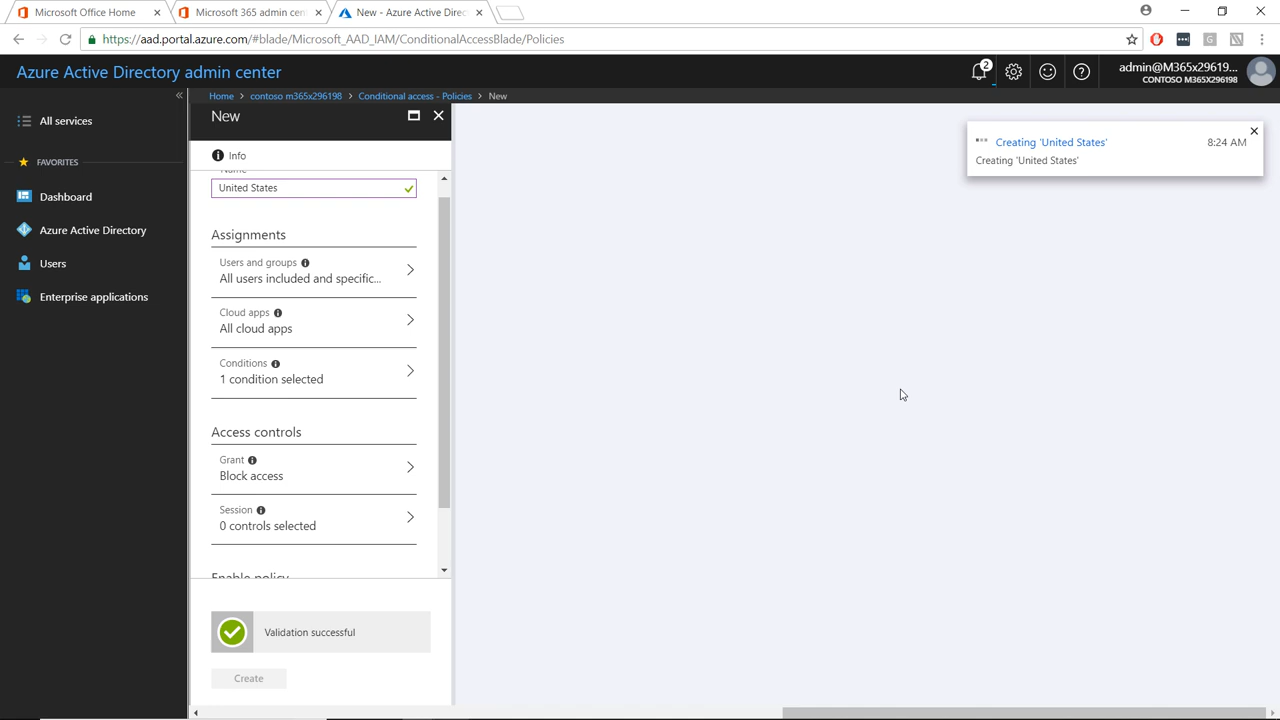 Microsoft Office Home
Microsoft 365 admin cen
New - Azure Active Direc
https://aad.portal.azure.com/#blade/Microsoft_AAD_IAM/ConditionalAccessBlade/Policies
Azure Active Directory admin center
2
admin@M365x29619...
CONTOSO M365X296198
Home > contoso m365x296198 > Conditional access - Policies > New
All services
FAVORITES
Dashboard
Azure Active Directory
Users
Enterprise applications
New
Info
Name
United States
Assignments
Users and groups
All users included and specific...
Cloud apps
All cloud apps
Conditions
1 condition selected
Access controls
Grant
Block access
Session
0 controls selected
Enable policy
Validation successful
Create
Creating 'United States'
8:24 AM
Creating 'United States'